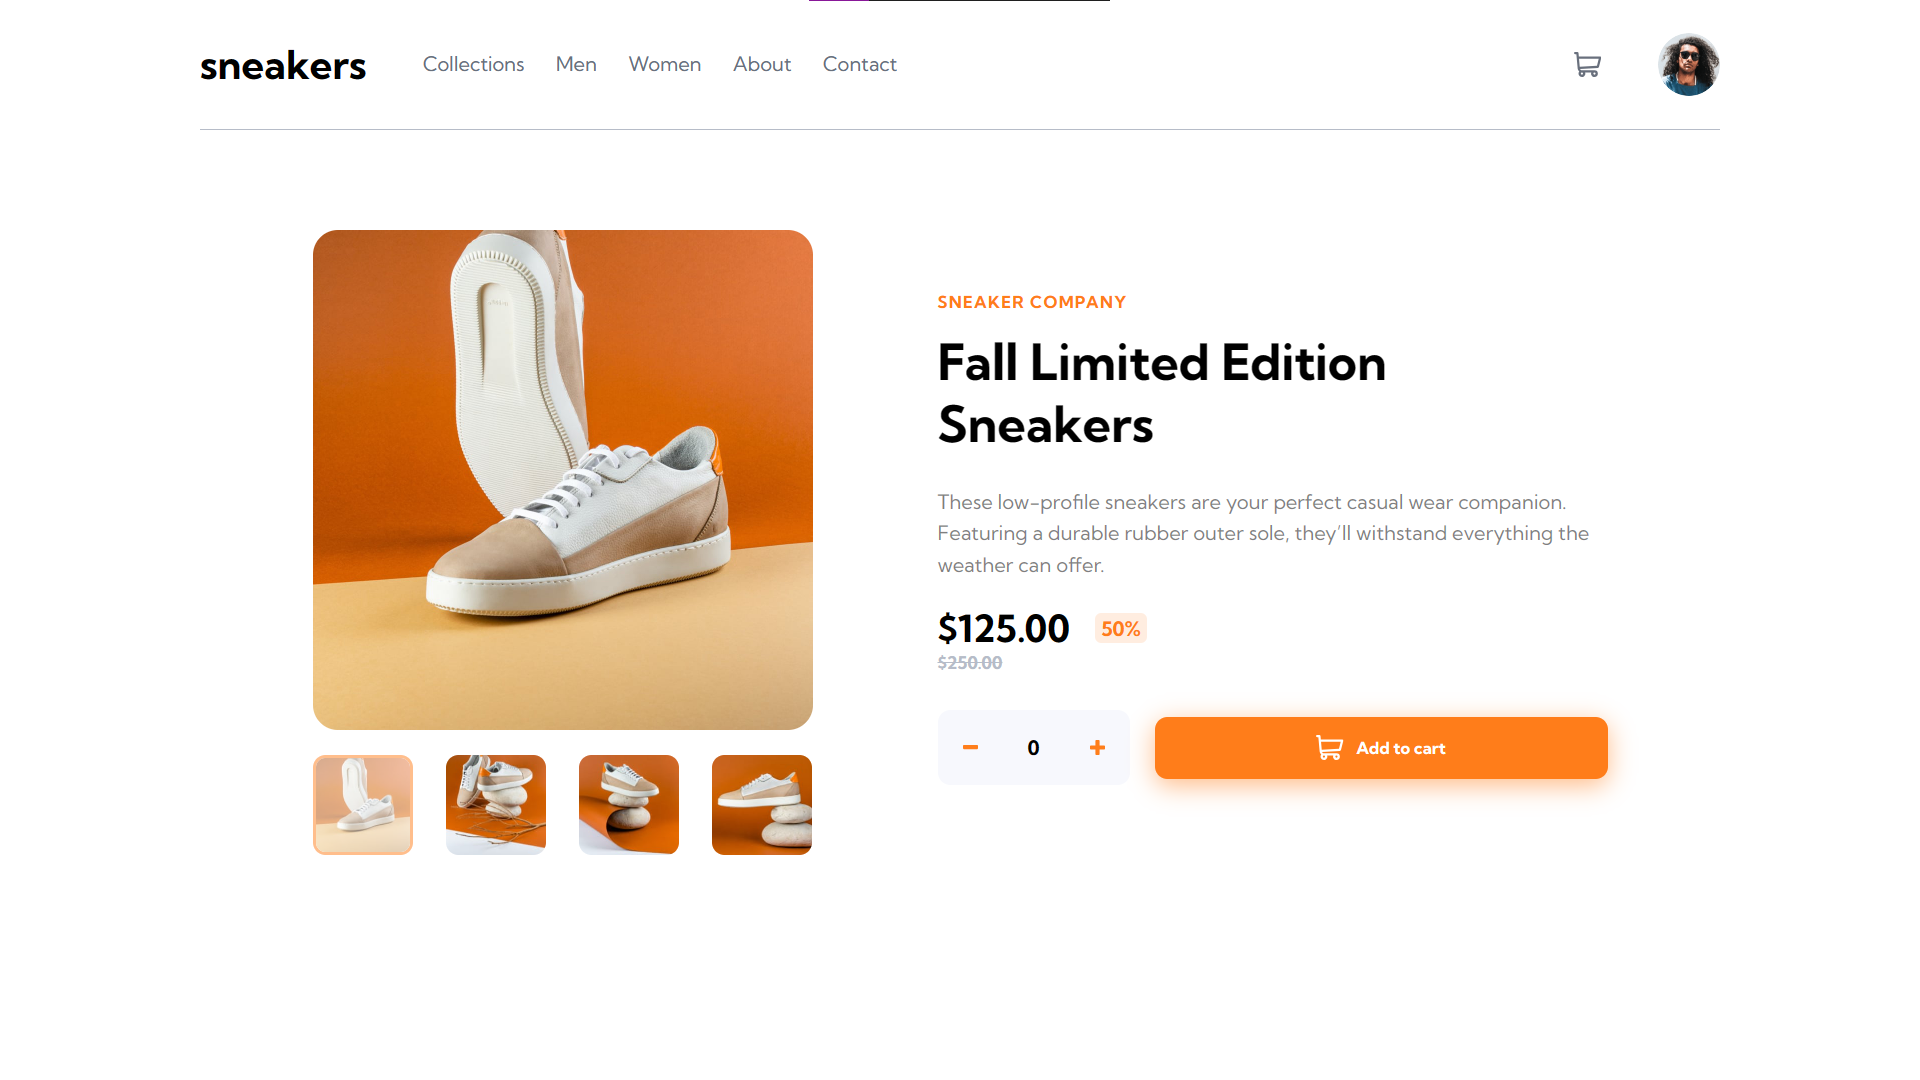 sneakers
Collections Men Women About Contact
SNEAKER COMPANY
Fall Limited Edition
Sneakers
These low-profile sneakers are your perfect casual wear companion.
Featuring a durable rubber outer sole, they’ll withstand everything the
weather can offer.
$125.00 50%
$250.00
0
Add to cart